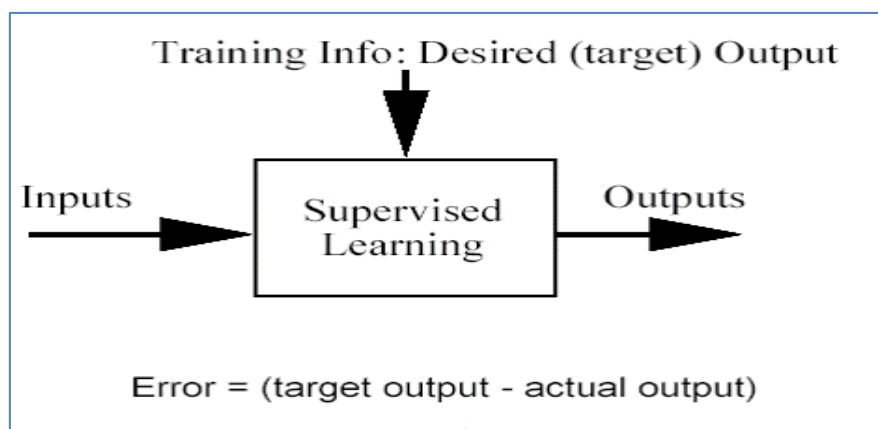 Training Info: Desired (target) Output
Inputs
Supervised
Learning
Outputs
Error = (target output - actual output)